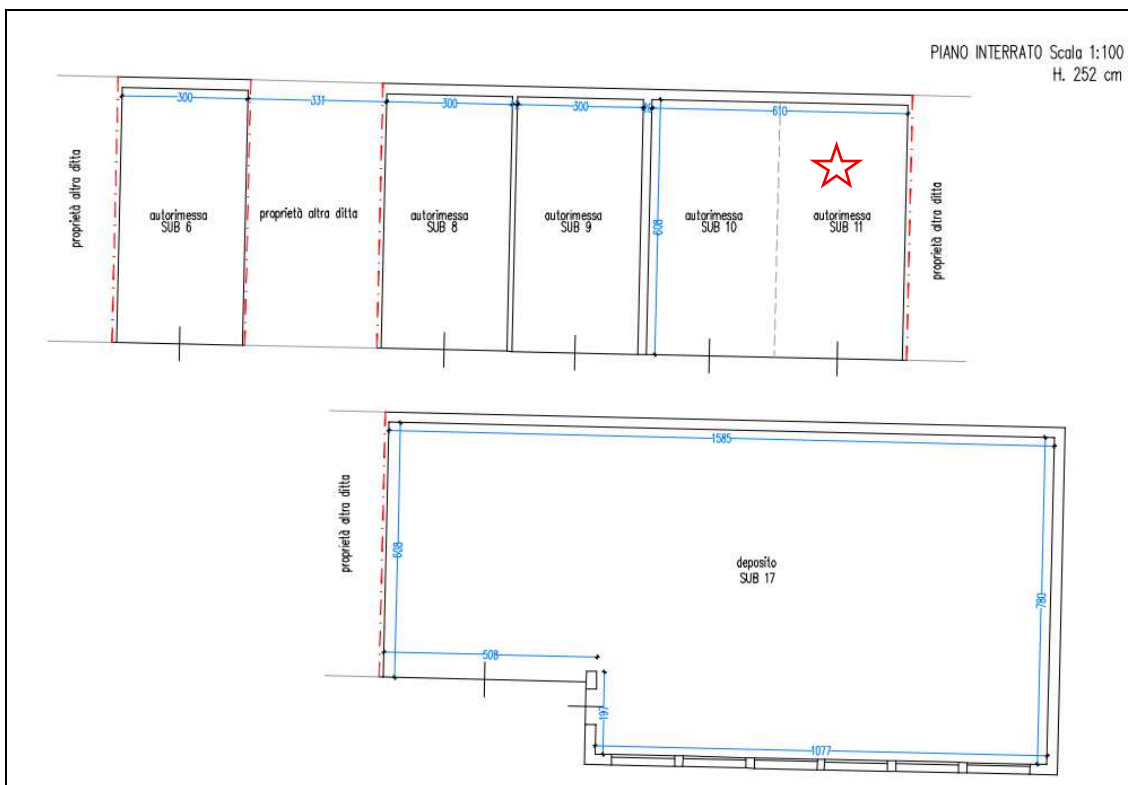 PIANO INTERRATO Scala 1:100
H. 252 cm
300
331
300
300
610
proprietà altra ditta
autorimessa
SUB 6
proprietà altra ditta
autorimessa
SUB 8
autorimessa
SUB 9
608
autorimessa
SUB 10
autorimessa
SUB 11
proprietà altra ditta
1585
proprietà altra ditta
608
deposito
SUB 17
780
508
197
1077